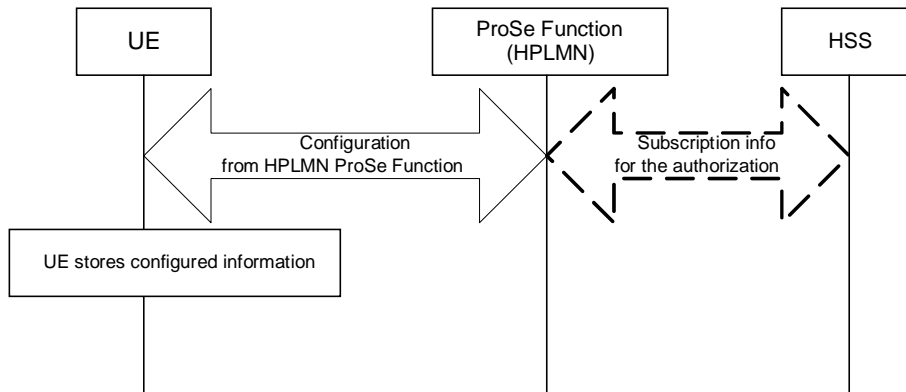 UE
ProSe Function
(HPLMN)
HSS
Configuration
from HPLMN ProSe Function
Subscription info
for the authorization
UE stores configured information